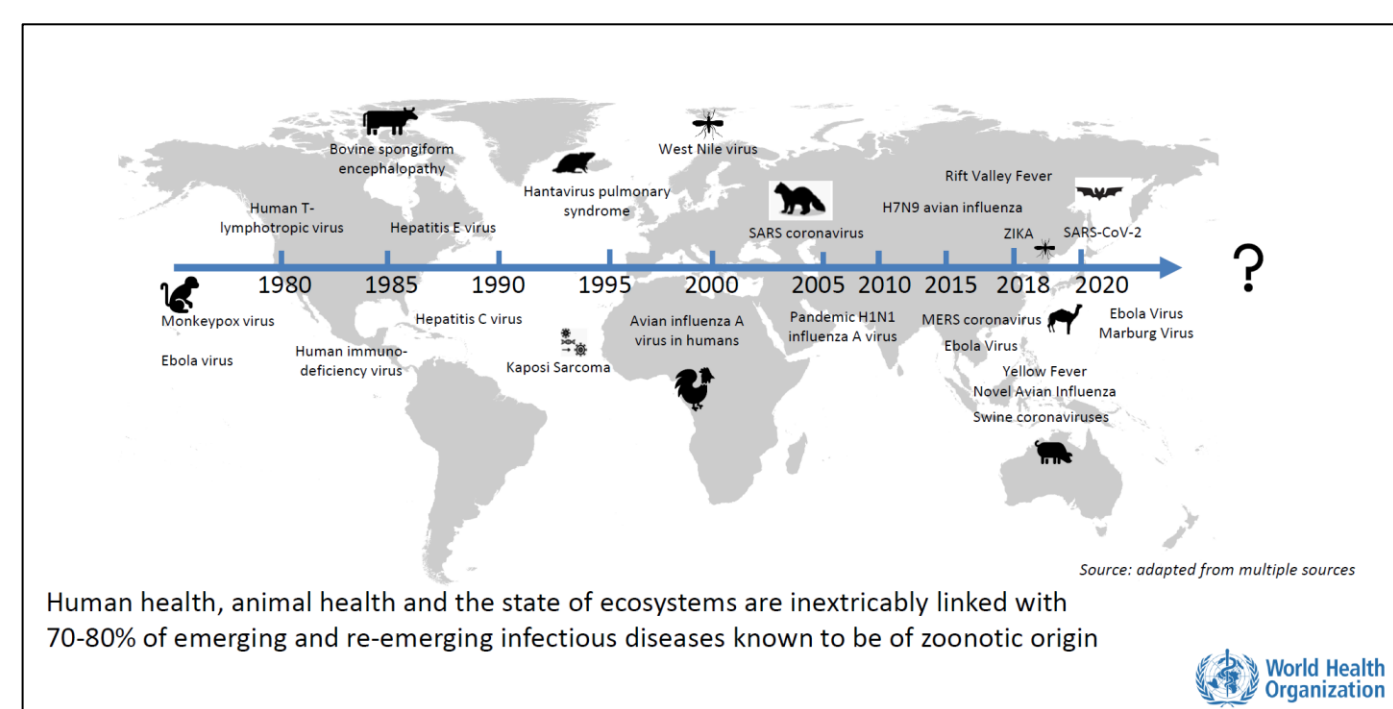 Bovine spongiform
encephalopathy
West Nile virus
Hantavirus pulmonary
syndrome
Rift Valley Fever
Human T-
lymphotropic virus
Hepatitis E virus
SARS coronavirus
H7N9 avian influenza
ZIKA
SARS-CoV-2
?
1980
1985
1990
1995
2000
2005
2010
2015
2018
2020
Monkeypox virus
Ebola virus
Human immuno-
deficiency virus
Hepatitis C virus
Kaposi Sarcoma
Avian influenza A
virus in humans
Pandemic H1N1
influenza A virus
MERS coronavirus
Ebola Virus
Ebola Virus
Marburg Virus
Yellow Fever
Novel Avian Influenza
Swine coronaviruses
Source: adapted from multiple sources
Human health, animal health and the state of ecosystems are inextricably linked with
70-80% of emerging and re-emerging infectious diseases known to be of zoonotic origin
World Health
Organization